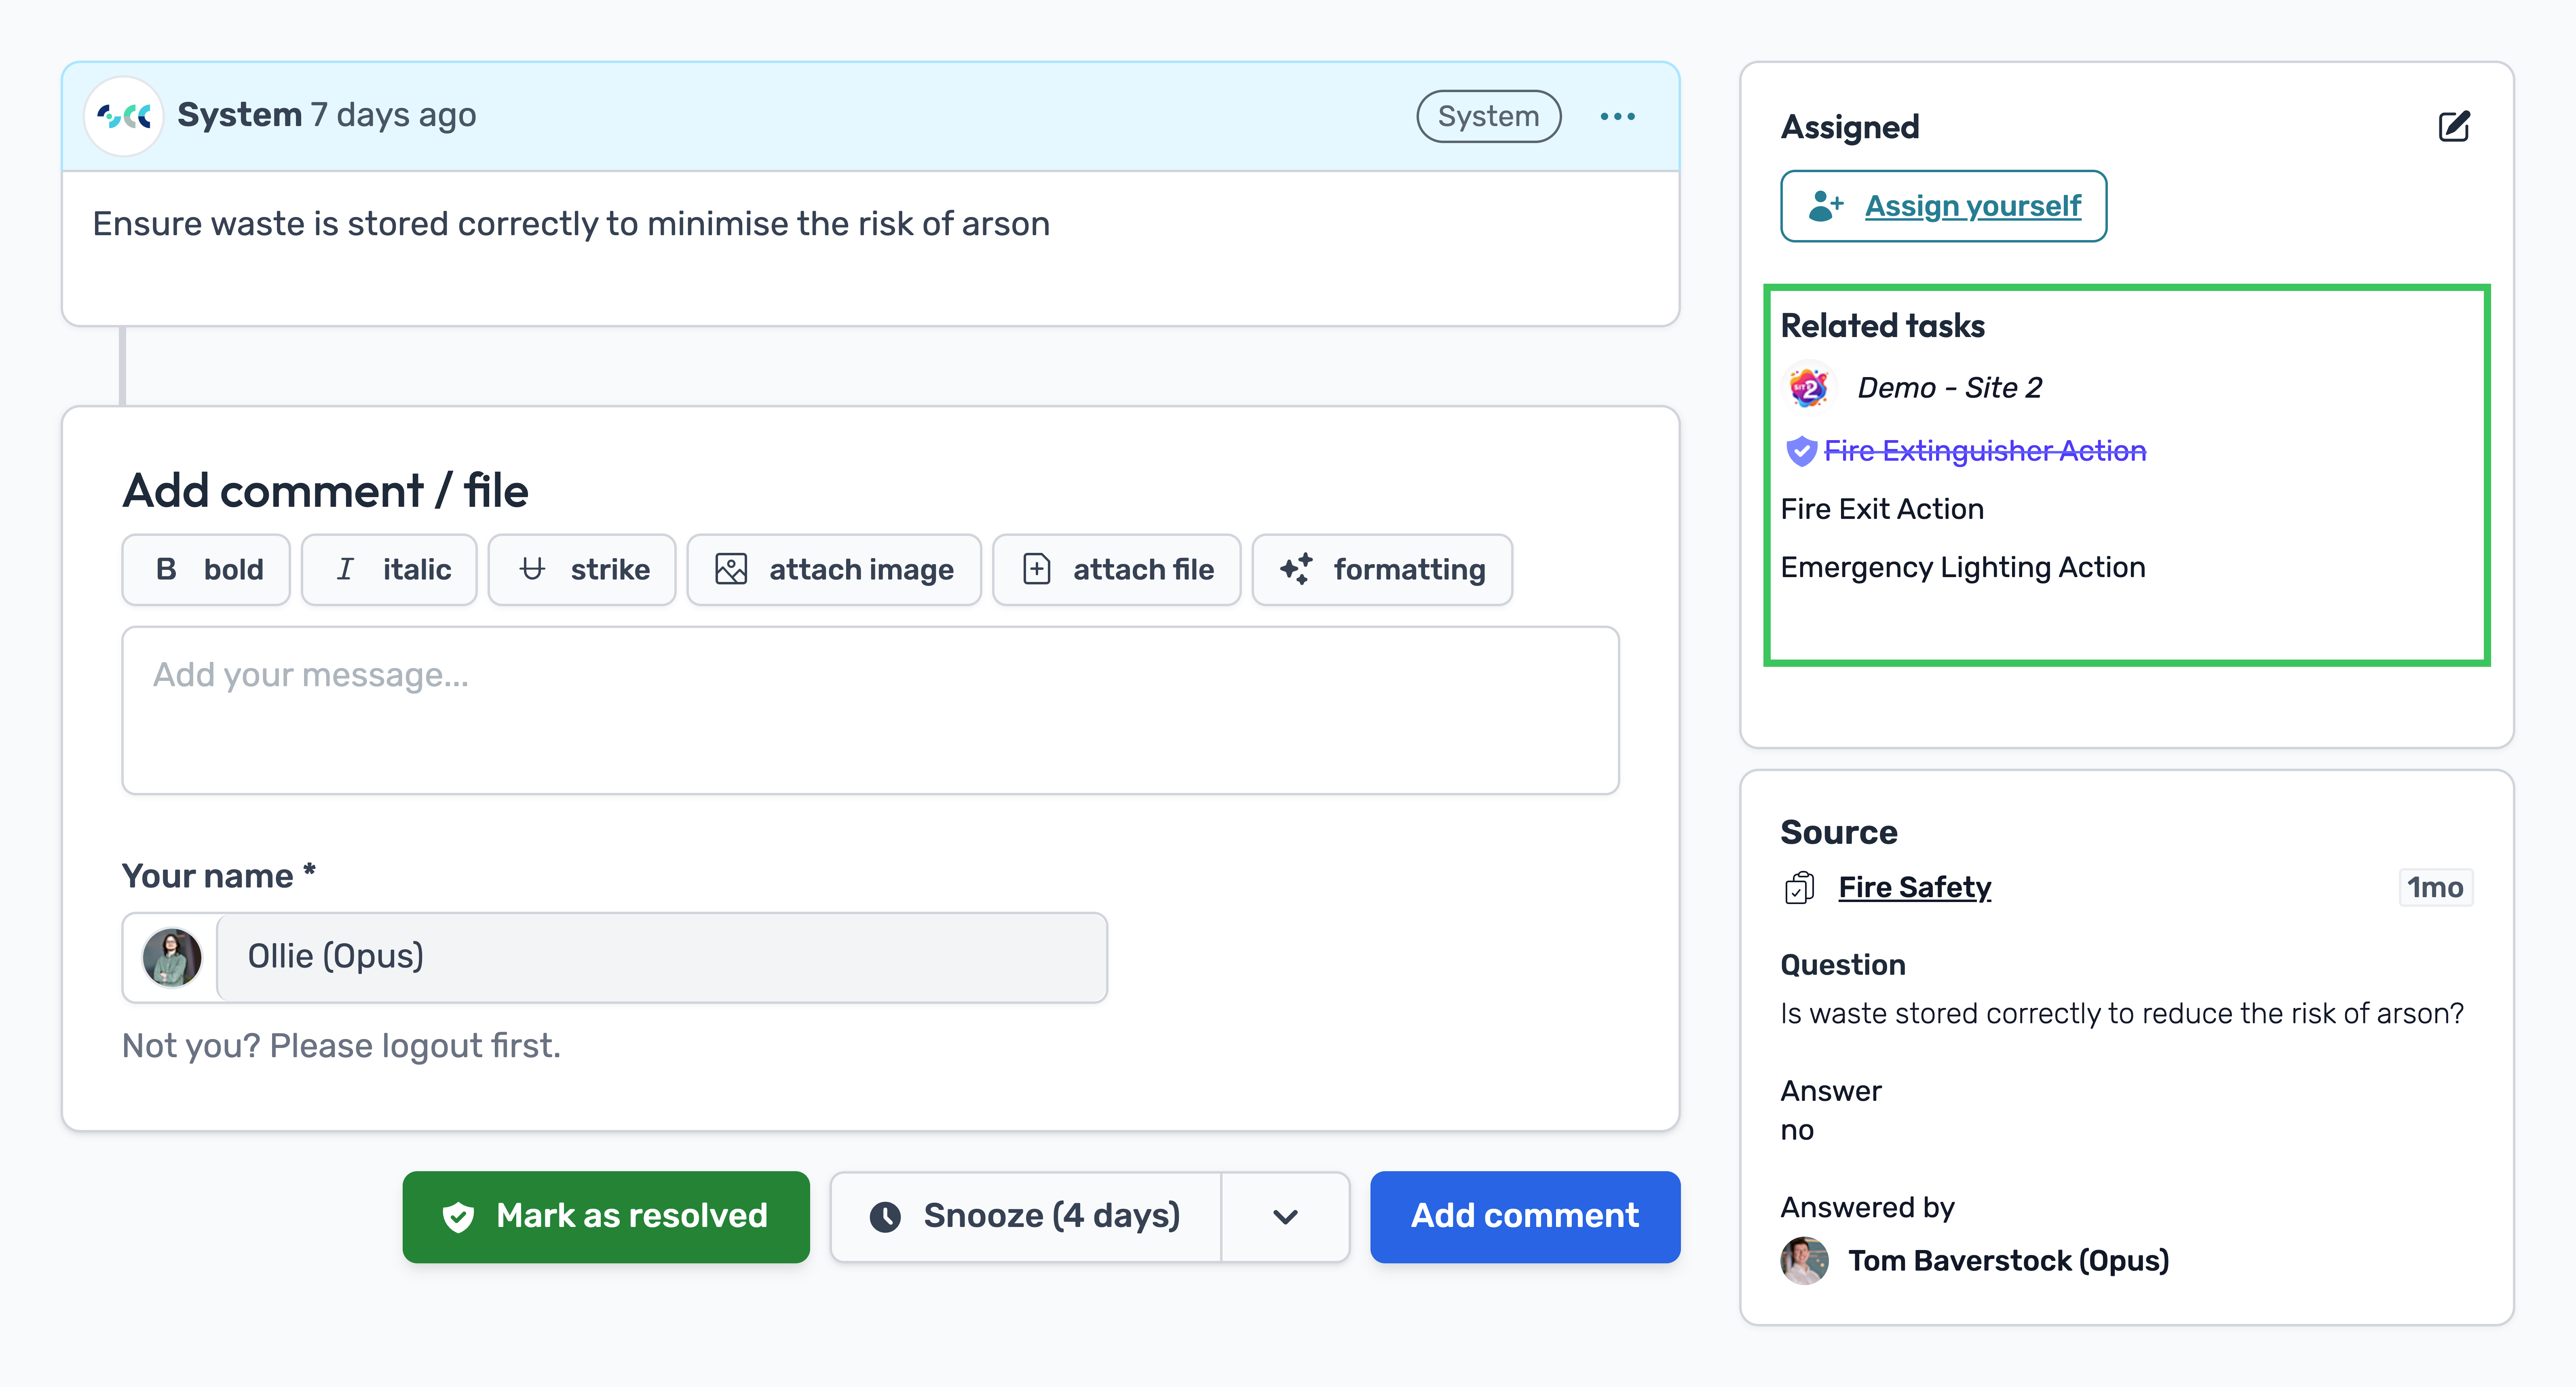 System 7 days ago
System
Ensure waste is stored correctly to minimise the risk of arson
Add comment / file
B bold
I italic
strike
attach image
attach file
formatting
Add your message...
Your name *
Ollie (Opus)
Not you? Please logout first.
Mark as resolved
Snooze (4 days)
Add comment
Assigned
Assign yourself
Related tasks
Demo - Site 2
Fire Extinguisher Action
Fire Exit Action
Emergency Lighting Action
Source
Fire Safety
1mo
Question
Is waste stored correctly to reduce the risk of arson?
Answer
no
Answered by
Tom Baverstock (Opus)